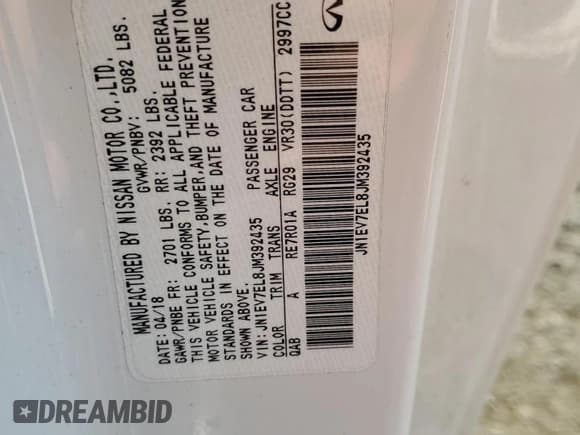 MANUFACTURED BY NISSAN MOTOR CO.,LTD.
DATE: 04/18 GVWR/PNBV: 5082 LBS.
GAWR/PNBE FR: 2701 LBS. RR: 2392 LBS.
THIS VEHICLE CONFORMS TO ALL APPLICABLE FEDERAL
MOTOR VEHICLE SAFETY,BUMPER,AND THEFT PREVENTION
STANDARDS IN EFFECT ON THE DATE OF MANUFACTURE
SHOWN ABOVE.
VIN: JN1EV7EL8JM392435 PASSENGER CAR
COLOR TRIM TRANS AXLE ENGINE
QAB A RE7R01A RG29 VR30(DDTT) 2997CC
JN1EV7EL8JM392435
DREAMBID